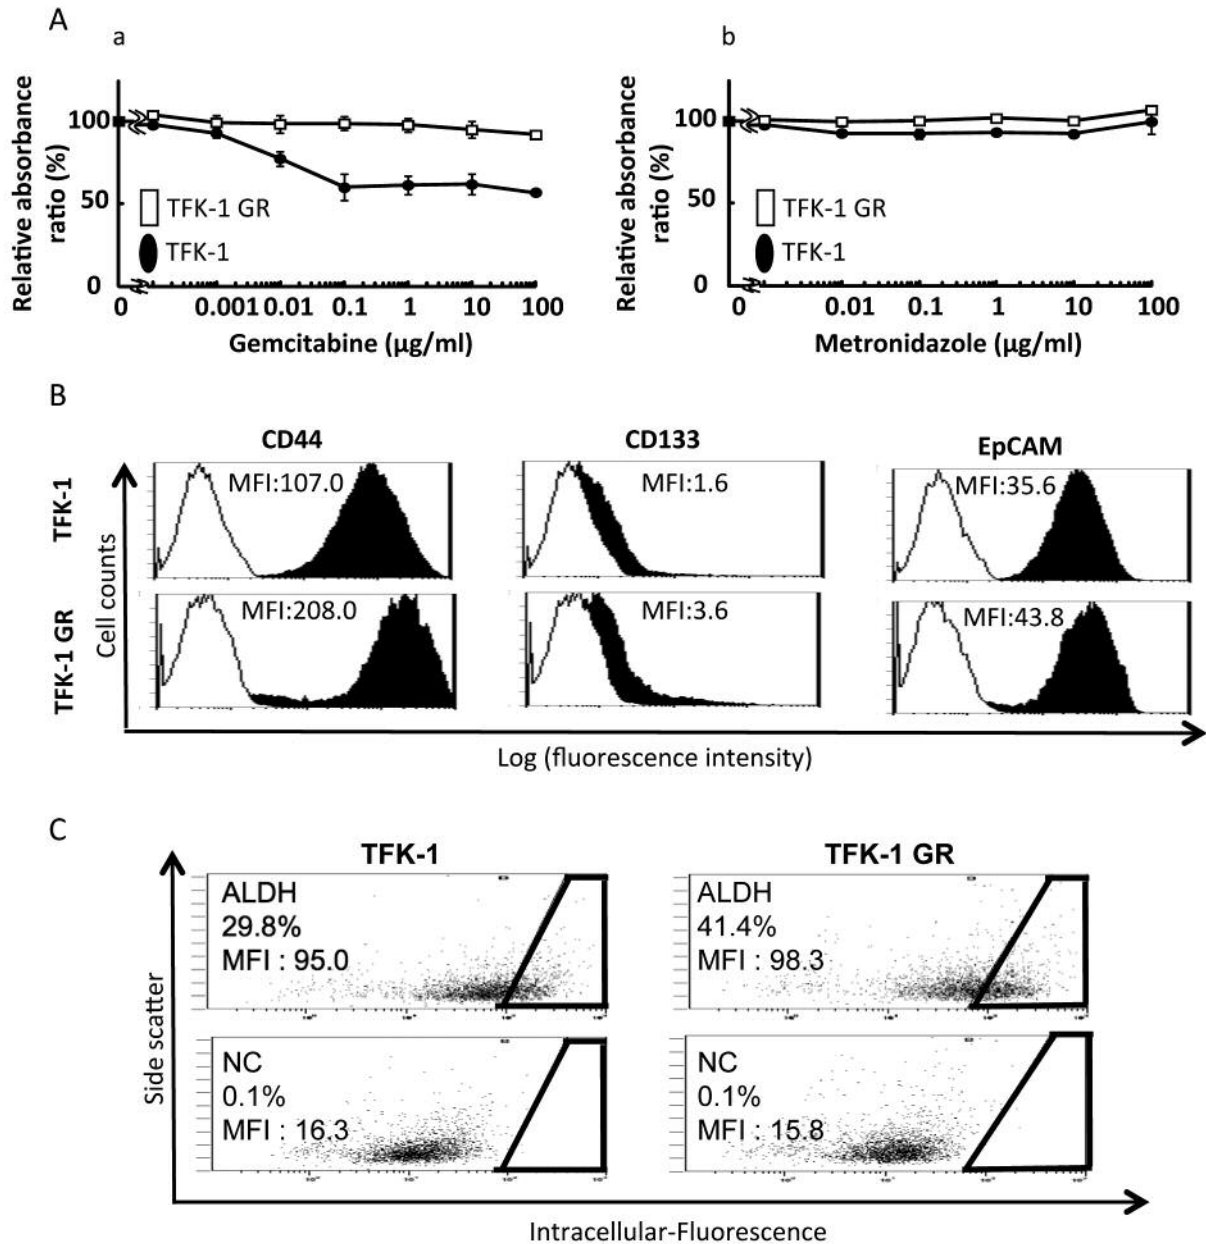 A
a
b
Relative absorbance
ratio (%)
100
50
0
TFK-1 GR
TFK-1
0
0.001
0.01
0.1
1
10
100
Gemcitabine (µg/ml)
Relative absorbance
ratio (%)
100
50
0
TFK-1 GR
TFK-1
0
0.01
0.1
1
10
100
Metronidazole (µg/ml)
B
CD44
CD133
EpCAM
TFK-1
MFI:107.0
MFI:1.6
MFI:35.6
Cell counts
TFK-1 GR
MFI:208.0
MFI:3.6
MFI:43.8
Log (fluorescence intensity)
C
TFK-1
TFK-1 GR
Side scatter
ALDH
29.8%
MFI : 95.0
ALDH
41.4%
MFI : 98.3
NC
0.1%
MFI : 16.3
NC
0.1%
MFI : 15.8
Intracellular-Fluorescence